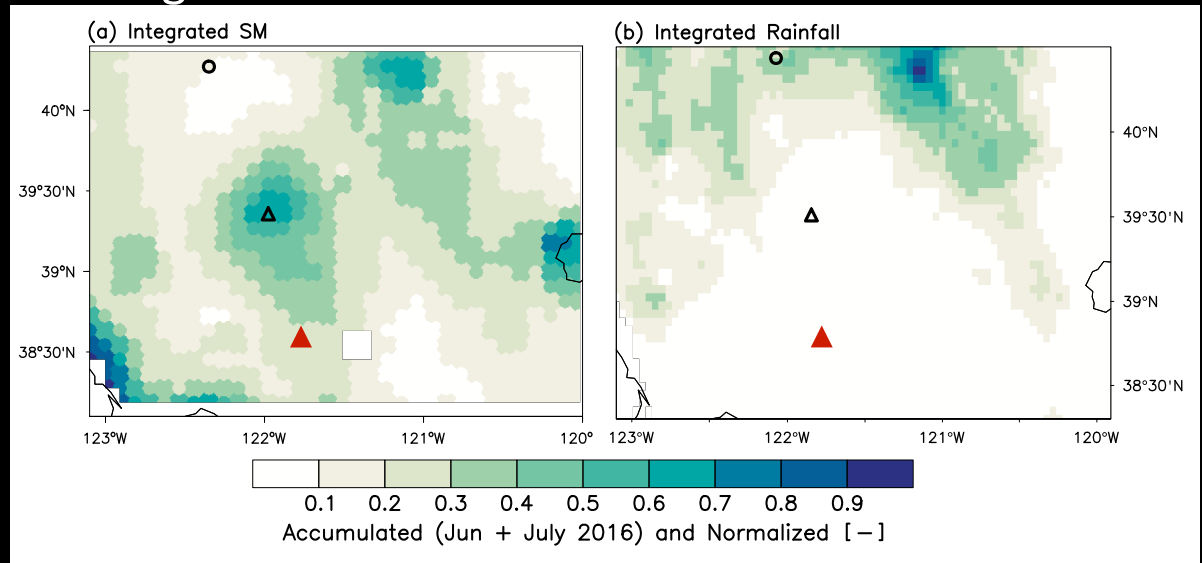 (a) Integrated SM
(b) Integrated Rainfall
40°N
39°30'N
39°N
38°30'N
123°W 122°W 121°W 120°
40°N
39°30'N
39°N
38°30'N
123°W 122°W 121°W 120°W
0.1 0.2 0.3 0.4 0.5 0.6 0.7 0.8 0.9
Accumulated (Jun + July 2016) and Normalized [-]